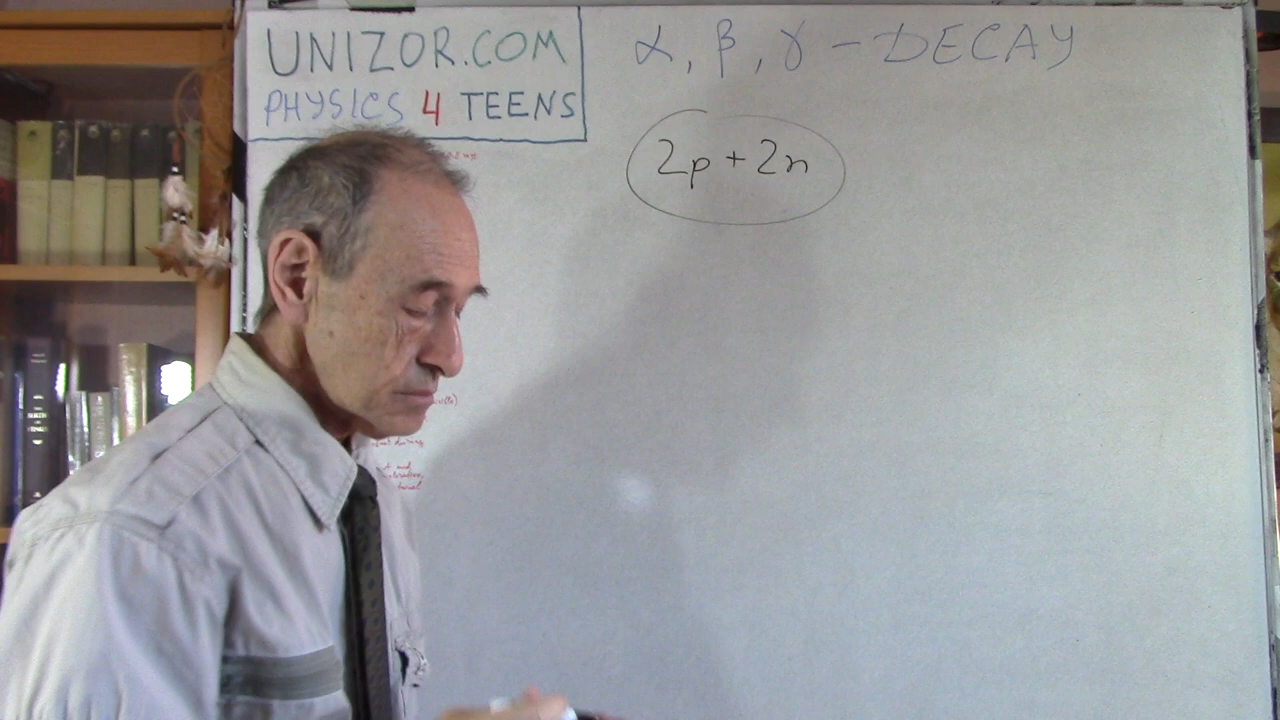 UNIZOR.COM
PHYSICS 4 TEENS
α, β, γ - DECAY
2p + 2n